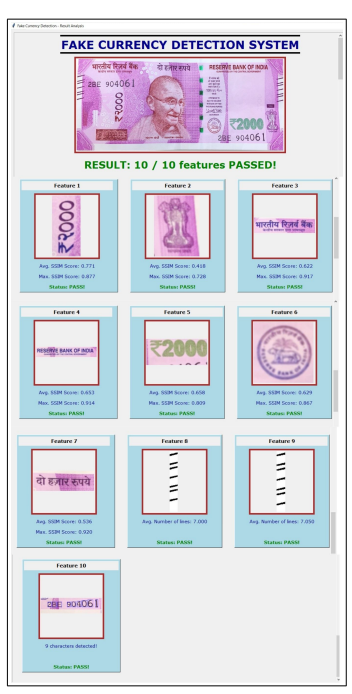 Fake Currency Detection - Result Analysis
FAKE CURRENCY DETECTION SYSTEM
भारतीय रिज़र्व बैंक
दो हज़ार रुपये
RESERVE BANK OF INDIA
2BE 904061
₹2000
₹2000
2BE 904061
RESULT: 10 / 10 features PASSED!
Feature 1
₹2000
Avg. SSIM Score: 0.771
Max. SSIM Score: 0.877
Status: PASS!
Feature 2
Avg. SSIM Score: 0.418
Max. SSIM Score: 0.728
Status: PASS!
Feature 3
भारतीय रिज़र्व बैंक
Avg. SSIM Score: 0.622
Max. SSIM Score: 0.917
Status: PASS!
Feature 4
RESERVE BANK OF INDIA
Avg. SSIM Score: 0.653
Max. SSIM Score: 0.914
Status: PASS!
Feature 5
₹2000
Avg. SSIM Score: 0.658
Max. SSIM Score: 0.809
Status: PASS!
Feature 6
Avg. SSIM Score: 0.629
Max. SSIM Score: 0.867
Status: PASS!
Feature 7
दो हज़ार रुपये
Avg. SSIM Score: 0.536
Max. SSIM Score: 0.920
Status: PASS!
Feature 8
Avg. Number of lines: 7.000
Status: PASS!
Feature 9
Avg. Number of lines: 7.050
Status: PASS!
Feature 10
2BE 904061
9 characters detected!
Status: PASS!